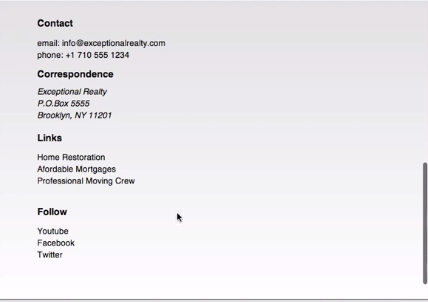 Contact
email: info@exceptionalrealty.com
phone: +1 710 555 1234
Correspondence
Exceptional Realty
P.O.Box 5555
Brooklyn, NY 11201
Links
Home Restoration
Afordable Mortgages
Professional Moving Crew
Follow
Youtube
Facebook
Twitter